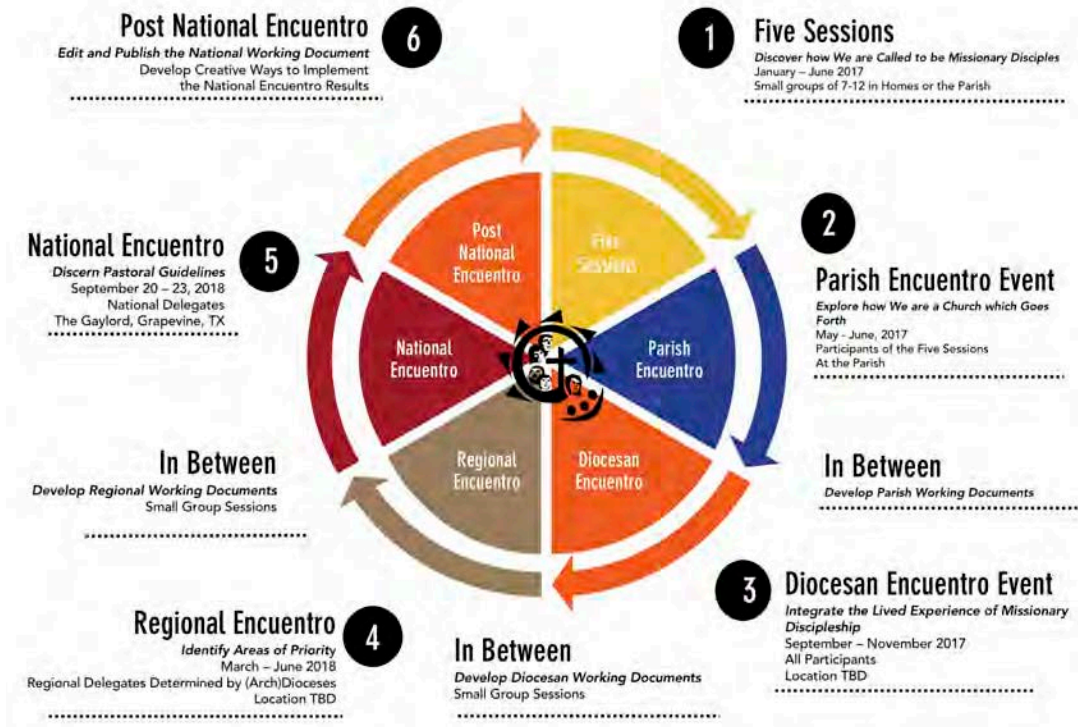 Post National Encuentro
Edit and Publish the National Working Document
Develop Creative Ways to Implement
the National Encuentro Results
6
1
Five Sessions
Discover how We are Called to be Missionary Disciples
January – June 2017
Small groups of 7-12 in Homes or the Parish
2
Parish Encuentro Event
Explore how We are a Church which Goes
Forth
May - June, 2017
Participants of the Five Sessions
At the Parish
In Between
Develop Parish Working Documents
3
Diocesan Encuentro Event
Integrate the Lived Experience of Missionary
Discipleship
September – November 2017
All Participants
Location TBD
In Between
Develop Diocesan Working Documents
Small Group Sessions
4
Regional Encuentro
Identify Areas of Priority
March – June 2018
Regional Delegates Determined by (Arch)Dioceses
Location TBD
In Between
Develop Regional Working Documents
Small Group Sessions
5
National Encuentro
Discern Pastoral Guidelines
September 20 – 23, 2018
National Delegates
The Gaylord, Grapevine, TX
Post
National
Encuentro
Five
Sessions
Parish
Encuentro
Diocesan
Encuentro
Regional
Encuentro
National
Encuentro